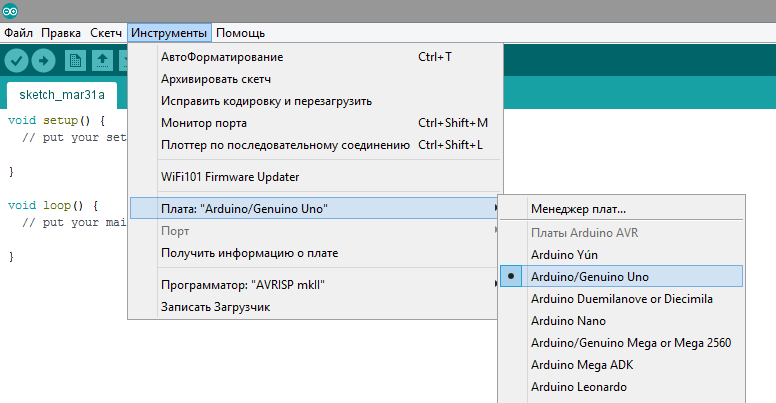 Файл Правка Скетч Инструменты Помощь
АвтоФорматирование Ctrl+T
Архивировать скетч
Исправить кодировку и перезагрузить
Монитор порта Ctrl+Shift+M
Плоттер по последовательному соединению Ctrl+Shift+L
WiFi101 Firmware Updater
Плата: "Arduino/Genuino Uno"
Порт
Получить информацию о плате
Программатор: "AVRISP mkII"
Записать Загрузчик
Менеджер плат...
Платы Arduino AVR
Arduino Yún
Arduino/Genuino Uno
Arduino Duemilanove or Diecimila
Arduino Nano
Arduino/Genuino Mega or Mega 2560
Arduino Mega ADK
Arduino Leonardo
sketch_mar31a
void setup() {
// put your set
}
void loop() {
// put your mai
}